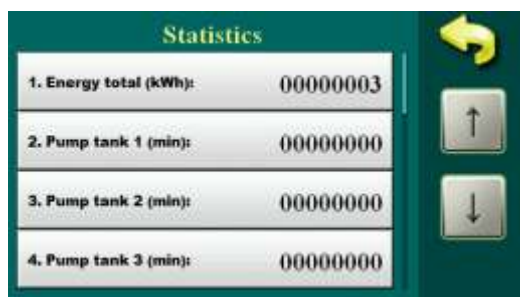 Statistics
1. Energy total (kWh): 00000003
2. Pump tank 1 (min): 00000000
3. Pump tank 2 (min): 00000000
4. Pump tank 3 (min): 00000000